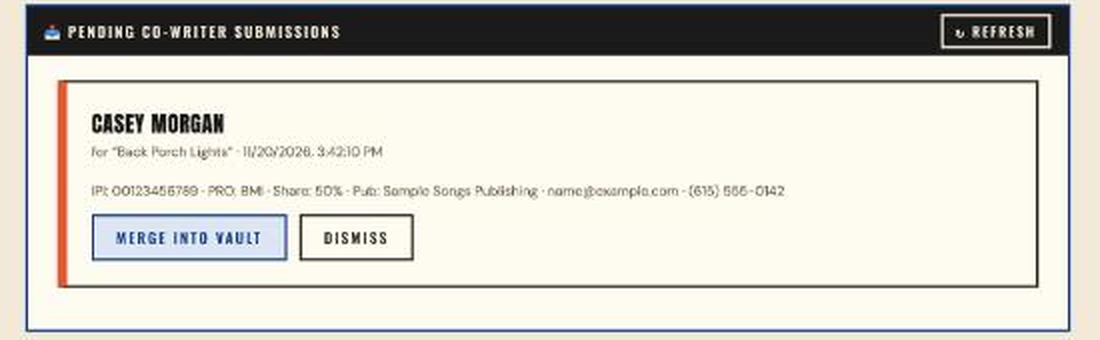 PENDING CO-WRITER SUBMISSIONS
↻ REFRESH
CASEY MORGAN
For "Back Porch Lights" · 11/20/2026, 3:42:10 PM
IPI: 00123456789 · PRO: BMI · Share: 50% · Pub: Sample Songs Publishing · name@example.com · (615) 555-0142
MERGE INTO VAULT
DISMISS